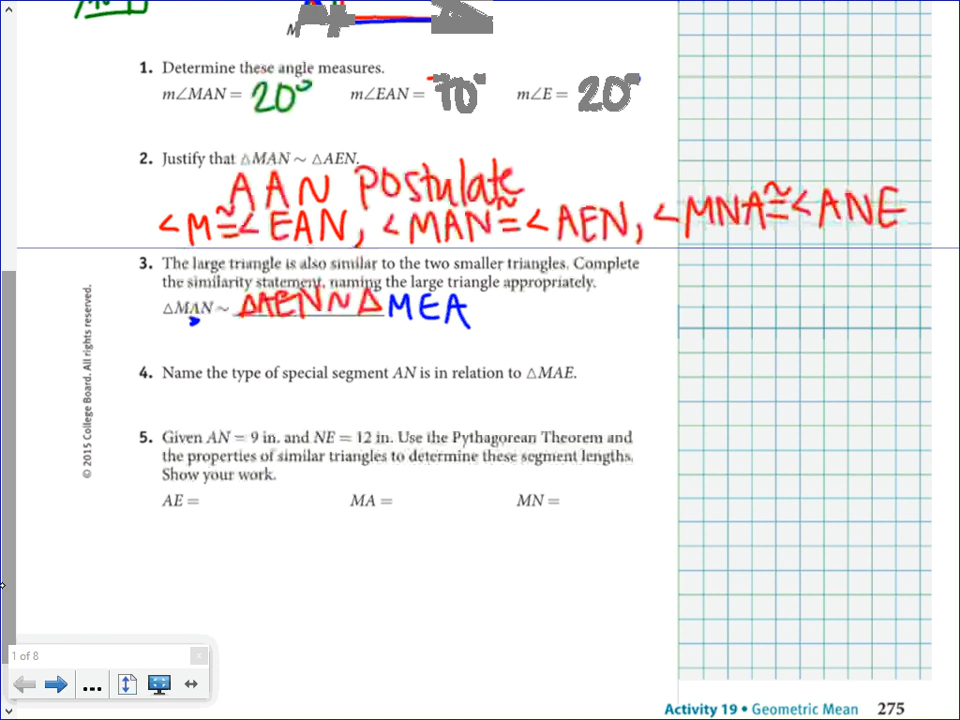 M
1. Determine these angle measures.
m∠MAN = 20° m∠EAN = 70° m∠E = 20°
2. Justify that △MAN ~ △AEN.
AAN Postulate
∠M≅∠EAN, ∠MAN≅∠AEN, ∠MNA≅∠ANE
3. The large triangle is also similar to the two smaller triangles. Complete
the similarity statement, naming the large triangle appropriately.
△MAN ~ △AEN ~ △MEA
4. Name the type of special segment AN is in relation to △MAE.
5. Given AN = 9 in. and NE = 12 in. Use the Pythagorean Theorem and
the properties of similar triangles to determine these segment lengths.
Show your work.
AE = MA = MN =
© 2015 College Board. All rights reserved.
1 of 8
...
Activity 19 • Geometric Mean 275